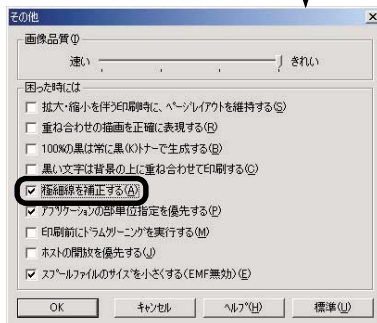 その他
画像品質(Q)
速い きれい
困った時には
拡大・縮小を伴う印刷時に、ページレイアウトを維持する(S)
重ね合わせの描画を正確に表現する(R)
100%の黒は常に黒(K)トナーで生成する(B)
黒い文字は背景の上に重ね合わせて印刷する(C)
極細線を補正する(A)
アプリケーションの部単位指定を優先する(P)
印刷前にドラムクリーニングを実行する(M)
ホストの開放を優先する(J)
スプールファイルのサイズを小さくする(EMF無効)(E)
OK キャンセル ヘルプ(H) 標準(U)